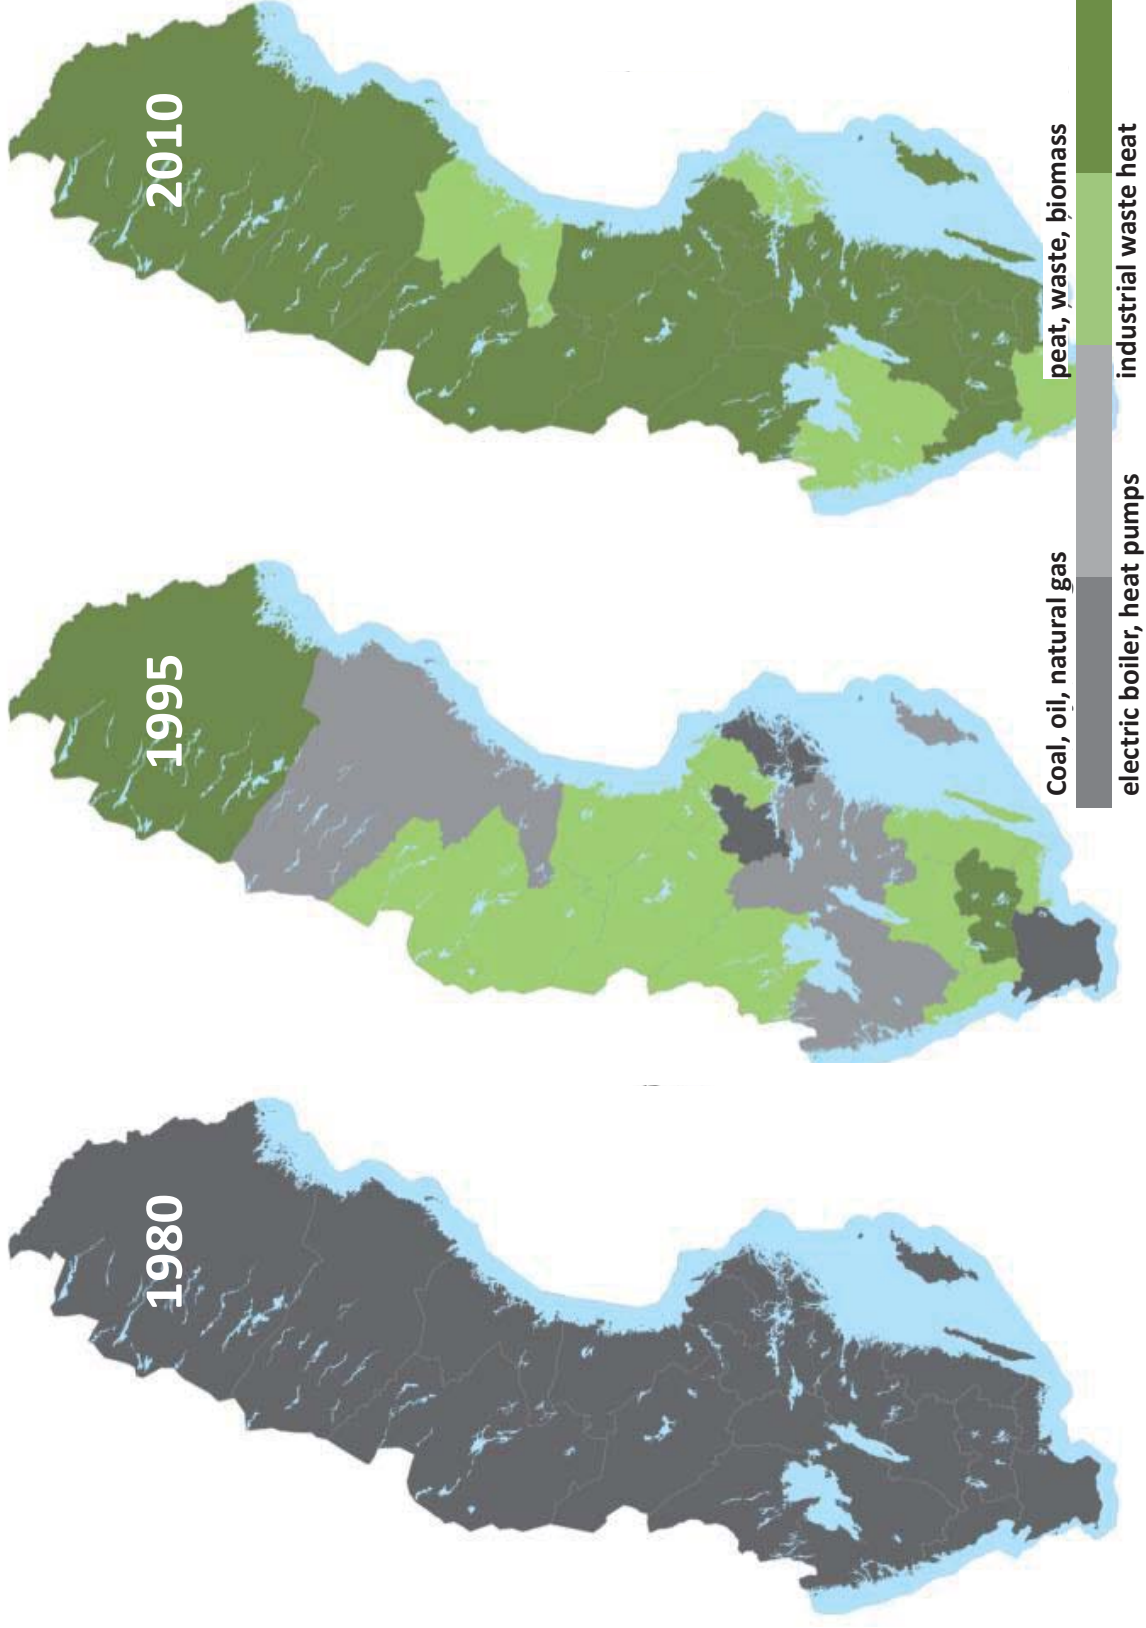 1980
1995
2010
Coal, oil, natural gas
peat, waste, biomass
electric boiler, heat pumps
industrial waste heat